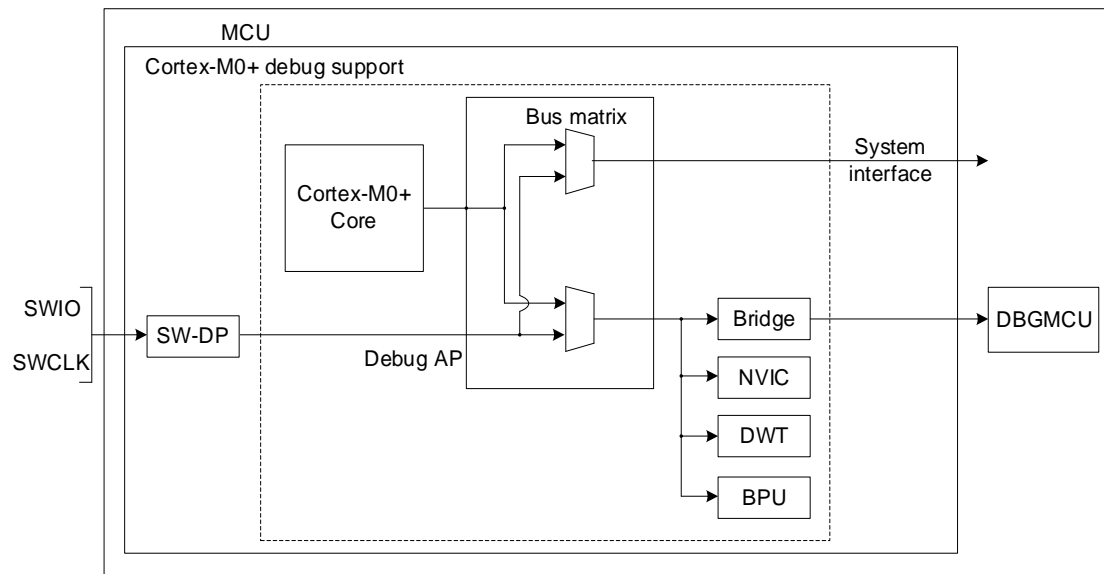 MCU
Cortex-M0+ debug support
Bus matrix
System
interface
Cortex-M0+
Core
SWIO
SWCLK
SW-DP
Debug AP
Bridge
DBGMCU
NVIC
DWT
BPU